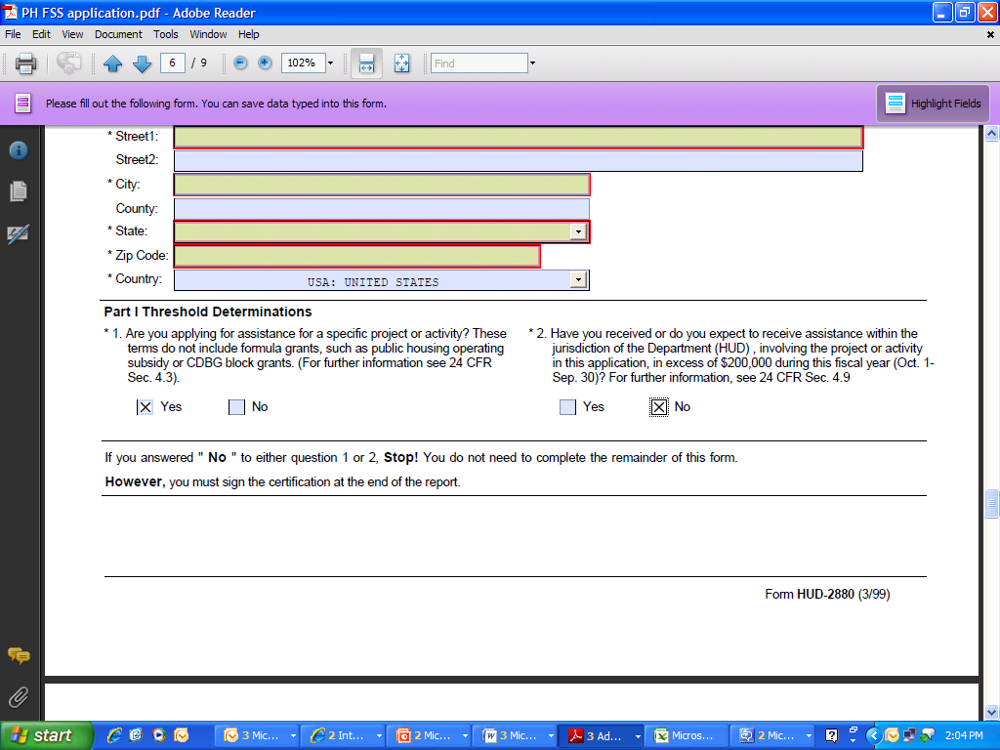 PH FSS application.pdf - Adobe Reader
File Edit View Document Tools Window Help
6 / 9 102% Find
Please fill out the following form. You can save data typed into this form. Highlight Fields
* Street1:
Street2:
* City:
County:
* State:
* Zip Code:
* Country: USA: UNITED STATES
Part I Threshold Determinations
* 1. Are you applying for assistance for a specific project or activity? These
terms do not include formula grants, such as public housing operating
subsidy or CDBG block grants. (For further information see 24 CFR
Sec. 4.3).
Yes No
* 2. Have you received or do you expect to receive assistance within the
jurisdiction of the Department (HUD) , involving the project or activity
in this application, in excess of $200,000 during this fiscal year (Oct. 1-
Sep. 30)? For further information, see 24 CFR Sec. 4.9
Yes No
If you answered " No " to either question 1 or 2, Stop! You do not need to complete the remainder of this form.
However, you must sign the certification at the end of the report.
Form HUD-2880 (3/99)
start 3 Mic... 2 Int... 2 Mic... 3 Mic... 3 Ad... Micros... 2 Mic... 2:04 PM